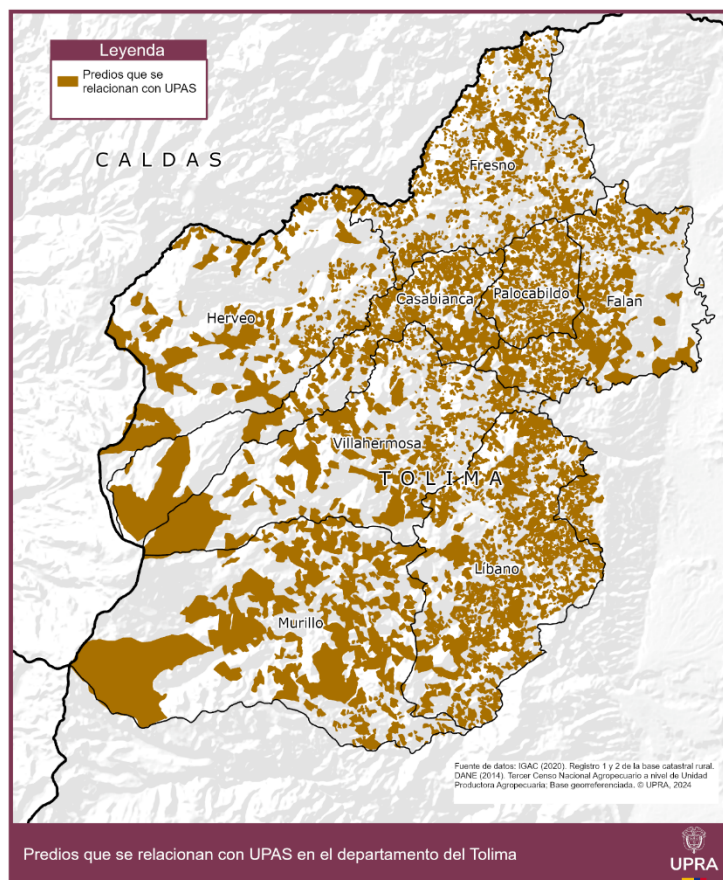 Leyenda
Predios que se
relacionan con UPAS
CALDAS
Fresno
Casabianca
Palocabildo
Falan
Herveo
Villahermosa
TOLIMA
Libano
Murillo
Fuente de datos: IGAC (2020). Registro 1 y 2 de la base catastral rural.
DANE (2014). Tercer Censo Nacional Agropecuario a nivel de Unidad
Productora Agropecuaria; Base georreferenciada. © UPRA, 2024
Predios que se relacionan con UPAS en el departamento del Tolima
UPRA